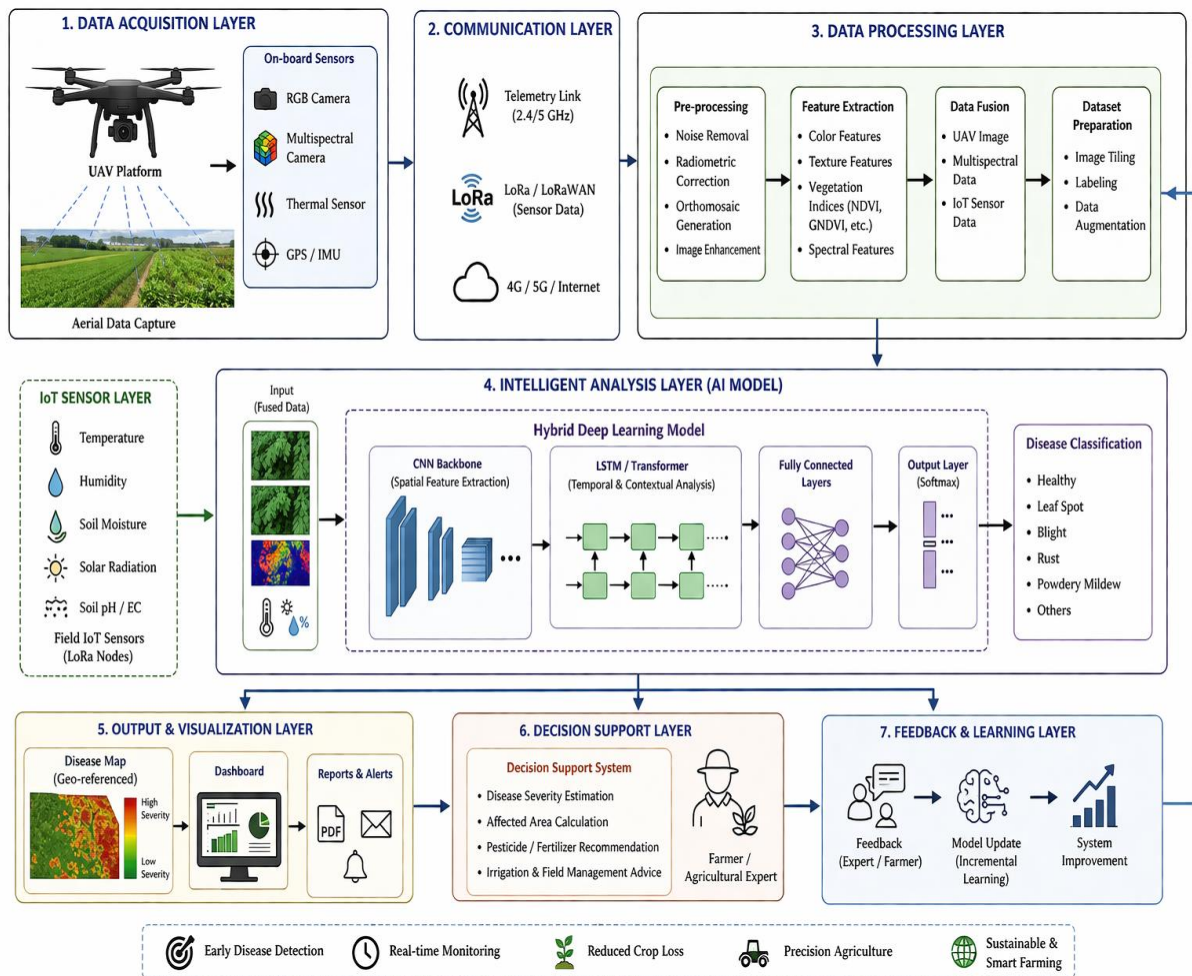 1. DATA ACQUISITION LAYER
UAV Platform
Aerial Data Capture
On-board Sensors
RGB Camera
Multispectral
Camera
Thermal Sensor
GPS / IMU
2. COMMUNICATION LAYER
Telemetry Link
(2.4/5 GHz)
LoRa
LoRa / LoRaWAN
(Sensor Data)
4G / 5G / Internet
3. DATA PROCESSING LAYER
Pre-processing
• Noise Removal
• Radiometric
Correction
• Orthomosaic
Generation
• Image Enhancement
Feature Extraction
• Color Features
• Texture Features
• Vegetation
Indices (NDVI,
GNDVI, etc.)
• Spectral Features
Data Fusion
• UAV Image
• Multispectral
Data
• IoT Sensor
Data
Dataset
Preparation
• Image Tiling
• Labeling
• Data
Augmentation
IoT SENSOR LAYER
Temperature
Humidity
Soil Moisture
Solar Radiation
Soil pH / EC
Field IoT Sensors
(LoRa Nodes)
4. INTELLIGENT ANALYSIS LAYER (AI MODEL)
Input
(Fused Data)
%
Hybrid Deep Learning Model
CNN Backbone
(Spatial Feature Extraction)
LSTM / Transformer
(Temporal & Contextual Analysis)
Fully Connected
Layers
Output Layer
(Softmax)
Disease Classification
• Healthy
• Leaf Spot
• Blight
• Rust
• Powdery Mildew
• Others
5. OUTPUT & VISUALIZATION LAYER
Disease Map
(Geo-referenced)
High
Severity
Low
Severity
Dashboard
Reports & Alerts
PDF
6. DECISION SUPPORT LAYER
Decision Support System
• Disease Severity Estimation
• Affected Area Calculation
• Pesticide / Fertilizer Recommendation
• Irrigation & Field Management Advice
Farmer /
Agricultural Expert
7. FEEDBACK & LEARNING LAYER
Feedback
(Expert / Farmer)
Model Update
(Incremental
Learning)
System
Improvement
Early Disease Detection
Real-time Monitoring
Reduced Crop Loss
Precision Agriculture
Sustainable &
Smart Farming